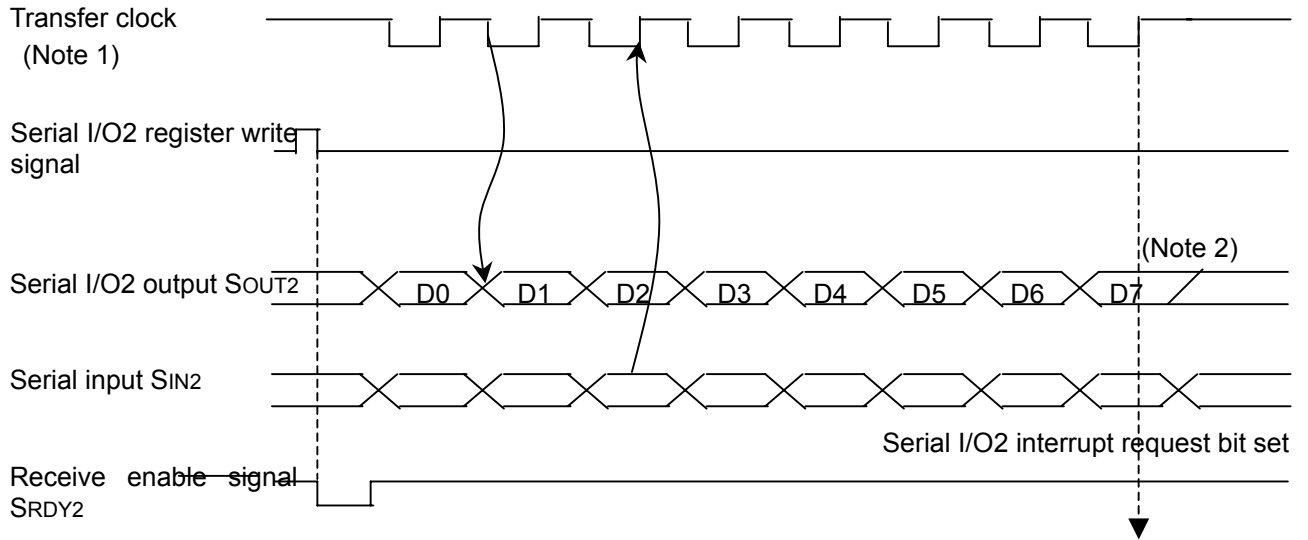 Transfer clock
(Note 1)
Serial I/O2 register write
signal
(Note 2)
Serial I/O2 output SOUT2
D0 D1 D2 D3 D4 D5 D6 D7
Serial input SIN2
Serial I/O2 interrupt request bit set
Receive enable signal
SRDY2